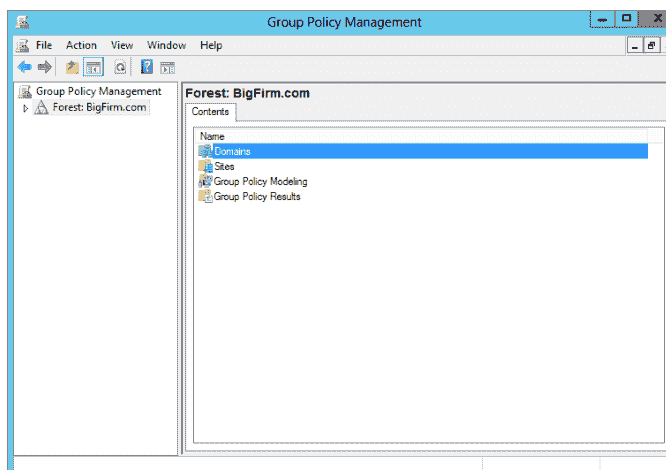 Group Policy Management
File Action View Window Help
Group Policy Management
Forest: BigFirm.com
Forest: BigFirm.com
Contents
Name
Domains
Sites
Group Policy Modeling
Group Policy Results